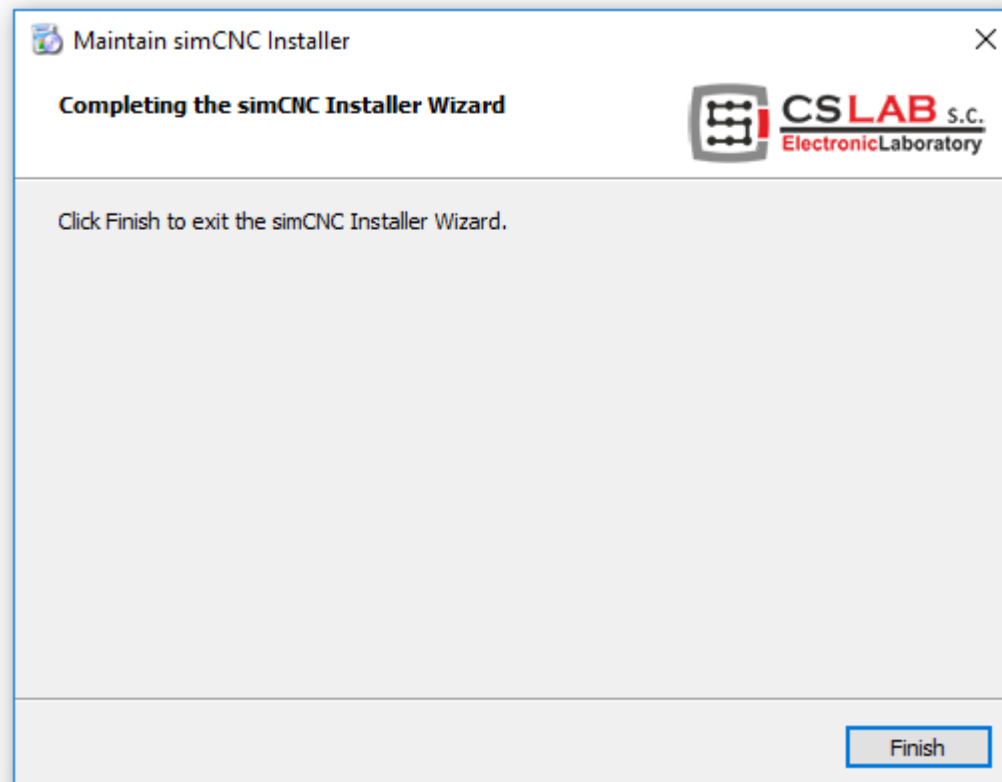 Maintain simCNC Installer
Completing the simCNC Installer Wizard
CSLAB s.c.
ElectronicLaboratory
Click Finish to exit the simCNC Installer Wizard.
Finish